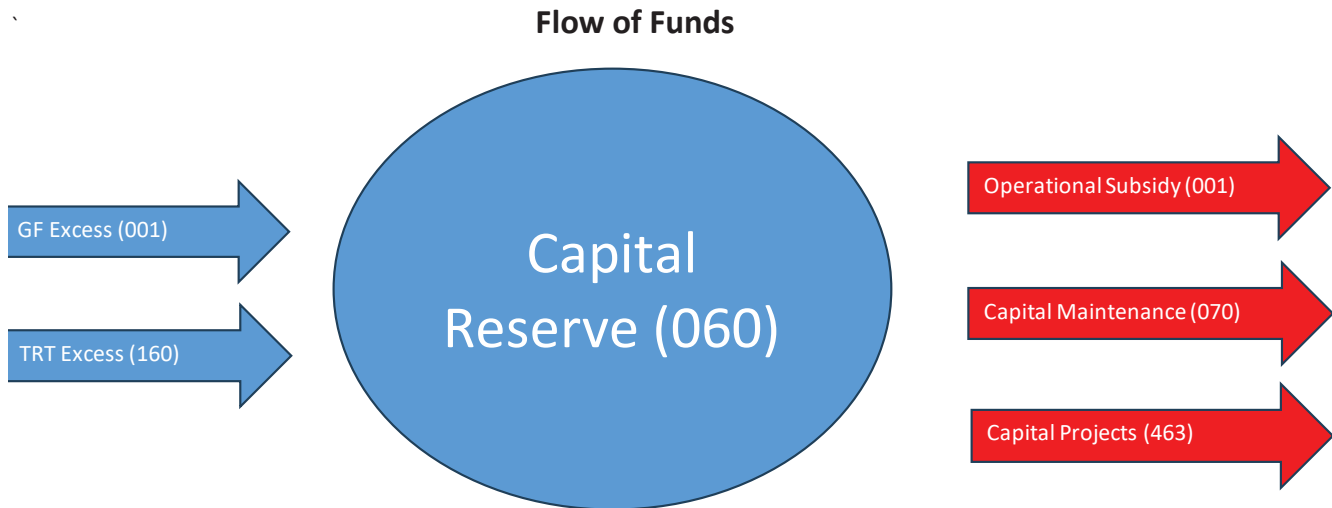 `
Flow of Funds
GF Excess (001)
TRT Excess (160)
Capital
Reserve (060)
Operational Subsidy (001)
Capital Maintenance (070)
Capital Projects (463)